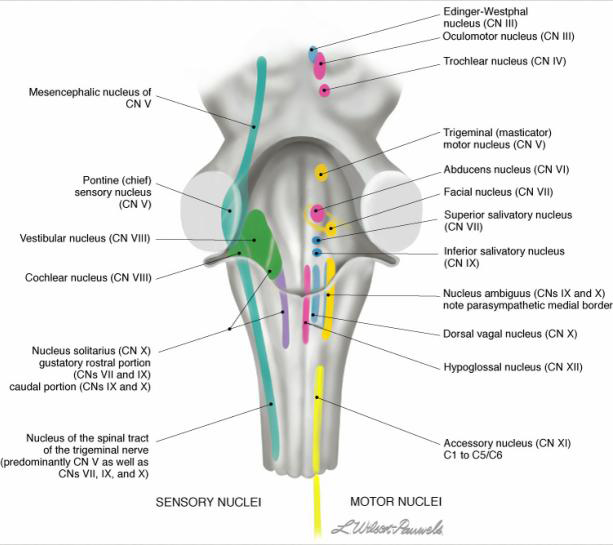 Edinger-Westphal
nucleus (CN III)
Oculomotor nucleus (CN III)
Trochlear nucleus (CN IV)
Mesencephalic nucleus of
CN V
Trigeminal (masticator)
motor nucleus (CN V)
Pontine (chief)
sensory nucleus
(CN V)
Abducens nucleus (CN VI)
Facial nucleus (CN VII)
Superior salivatory nucleus
(CN VII)
Vestibular nucleus (CN VIII)
Inferior salivatory nucleus
(CN IX)
Cochlear nucleus (CN VIII)
Nucleus ambiguus (CNs IX and X)
note parasympathetic medial border
Dorsal vagal nucleus (CN X)
Nucleus solitarius (CN X)
gustatory rostral portion
(CNs VII and IX)
caudal portion (CNs IX and X)
Hypoglossal nucleus (CN XII)
Nucleus of the spinal tract
of the trigeminal nerve
(predominantly CN V as well as
CNs VII, IX, and X)
Accessory nucleus (CN XI)
C1 to C5/C6
SENSORY NUCLEI
MOTOR NUCLEI
L. Wilson-Pauwels